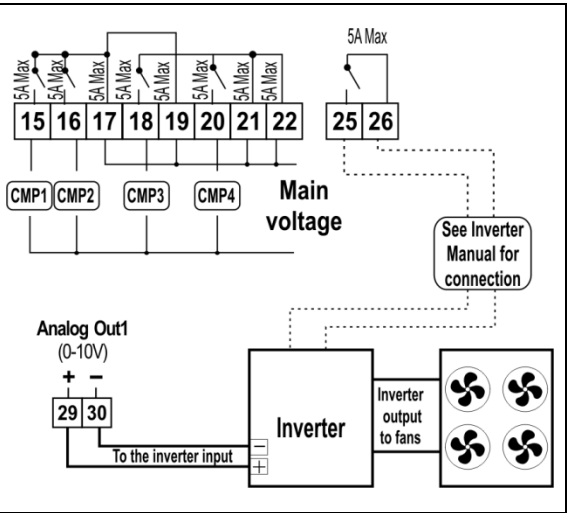 5A Max
5A Max
5A Max
5A Max
5A Max
5A Max
5A Max
5A Max
5A Max
15 16 17 18 19 20 21 22
25 26
CMP1 CMP2 CMP3 CMP4
Main
voltage
See Inverter
Manual for
connection
Analog Out1
(0-10V)
+ −
29 30
To the inverter input
−
+
Inverter
Inverter
output
to fans